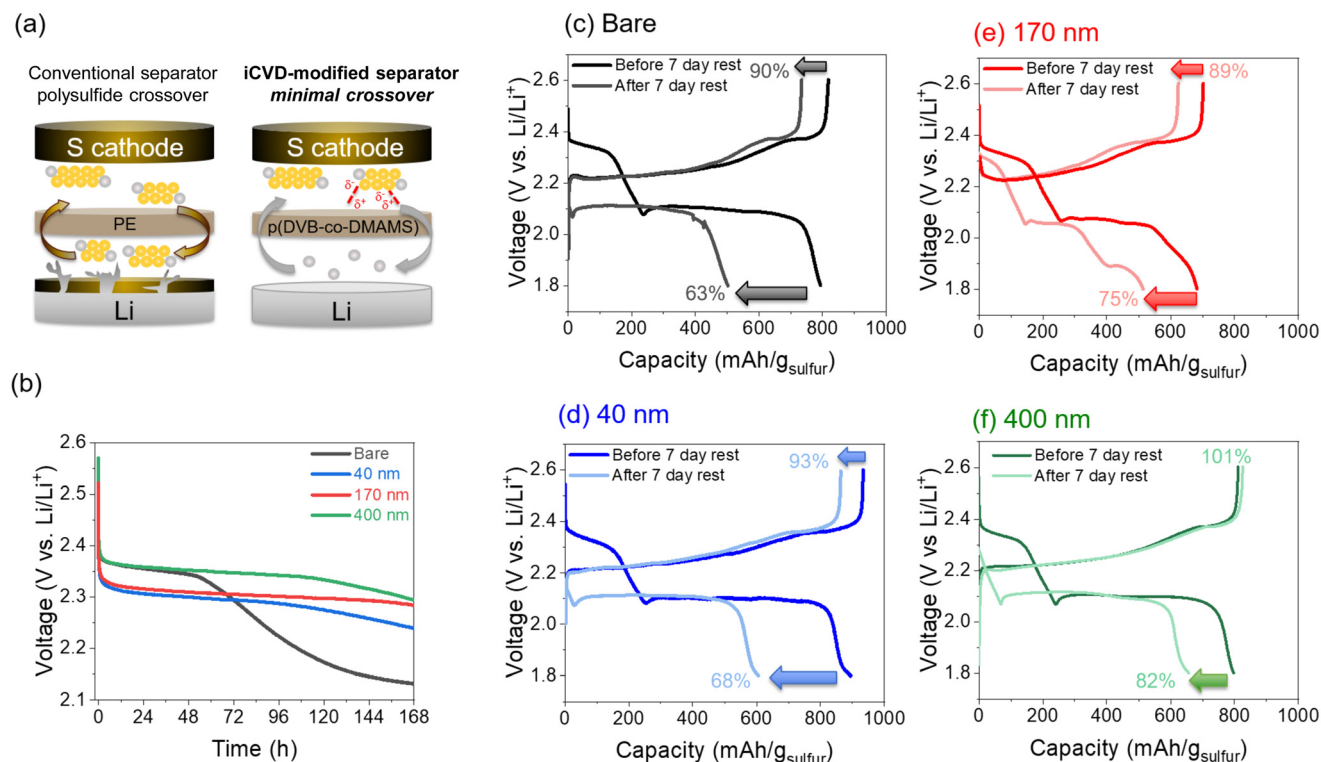 (a)
Conventional separator
polysulfide crossover
S cathode
PE
Li
iCVD-modified separator
minimal crossover
S cathode
δ-
δ+
δ-
δ+
p(DVB-co-DMAMS)
Li
(b)
Voltage (V vs. Li/Li+)
2.6
2.5
2.4
2.3
2.2
2.1
Bare
40 nm
170 nm
400 nm
0 24 48 72 96 120 144 168
Time (h)
(c) Bare
Voltage (V vs. Li/Li+)
2.6
2.4
2.2
2.0
1.8
Before 7 day rest
After 7 day rest
90%
63%
0 200 400 600 800 1000
Capacity (mAh/gsulfur)
(e) 170 nm
Voltage (V vs. Li/Li+)
2.6
2.4
2.2
2.0
1.8
Before 7 day rest
After 7 day rest
89%
75%
0 200 400 600 800 1000
Capacity (mAh/gsulfur)
(d) 40 nm
Voltage (V vs. Li/Li+)
2.6
2.4
2.2
2.0
1.8
Before 7 day rest
After 7 day rest
93%
68%
0 200 400 600 800 1000
Capacity (mAh/gsulfur)
(f) 400 nm
Voltage (V vs Li/Li+)
2.6
2.4
2.2
2.0
1.8
Before 7 day rest
After 7 day rest
101%
82%
0 200 400 600 800 1000
Capacity (mAh/gsulfur)